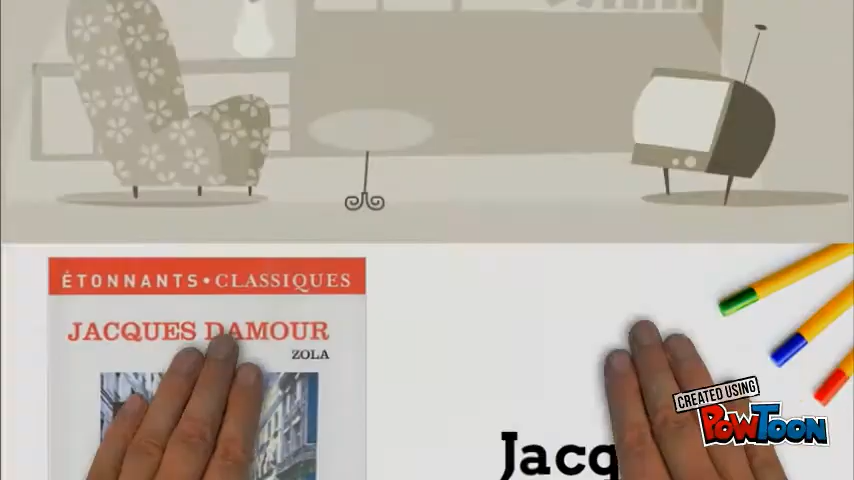 ÉTONNANTS • CLASSIQUES
JACQUES DAMOUR
ZOLA
Jacq
CREATED USING
POWTOON